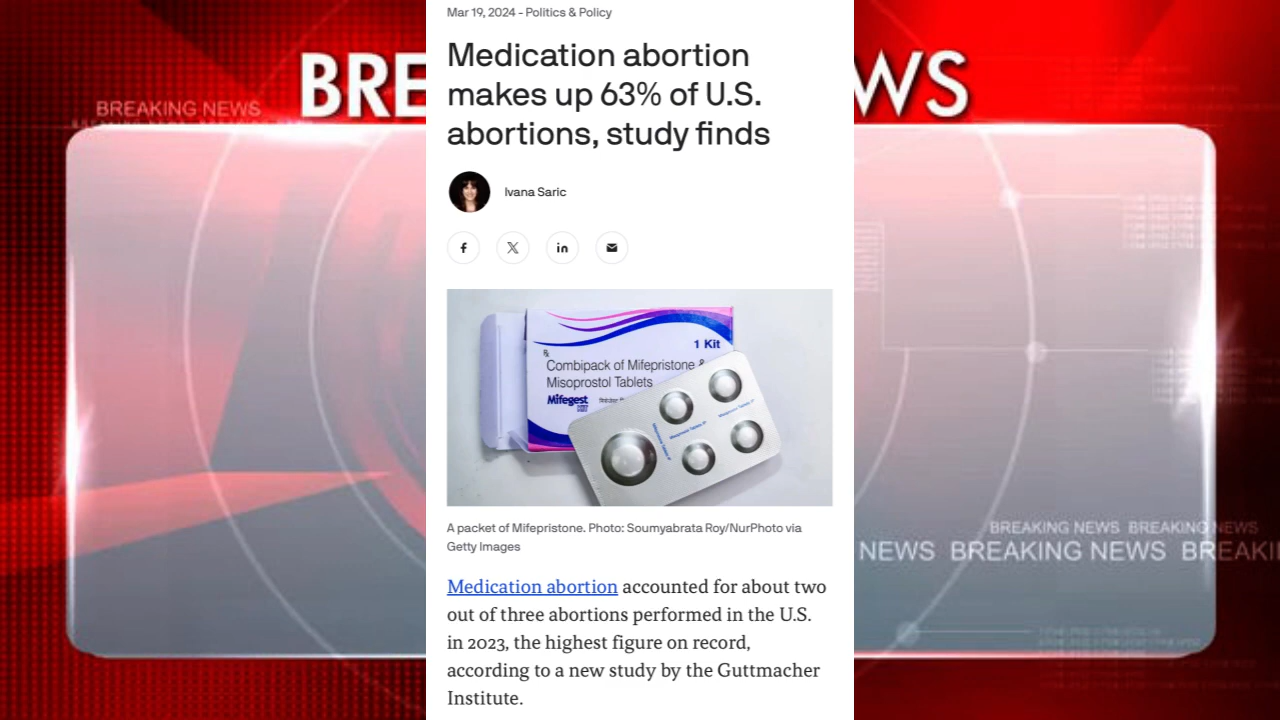 BREAKING NEWS
BRE
WS
Mar 19, 2024 - Politics & Policy
Medication abortion
makes up 63% of U.S.
abortions, study finds
Ivana Saric
1 Kit
Combipack of Mifepristone &
Misoprostol Tablets
Mifegest
A packet of Mifepristone. Photo: Soumyabrata Roy/NurPhoto via
Getty Images
Medication abortion accounted for about two
out of three abortions performed in the U.S.
in 2023, the highest figure on record,
according to a new study by the Guttmacher
Institute.
BREAKING NEWS BREAKING NEWS
NEWS BREAKING NEWS BREAKI